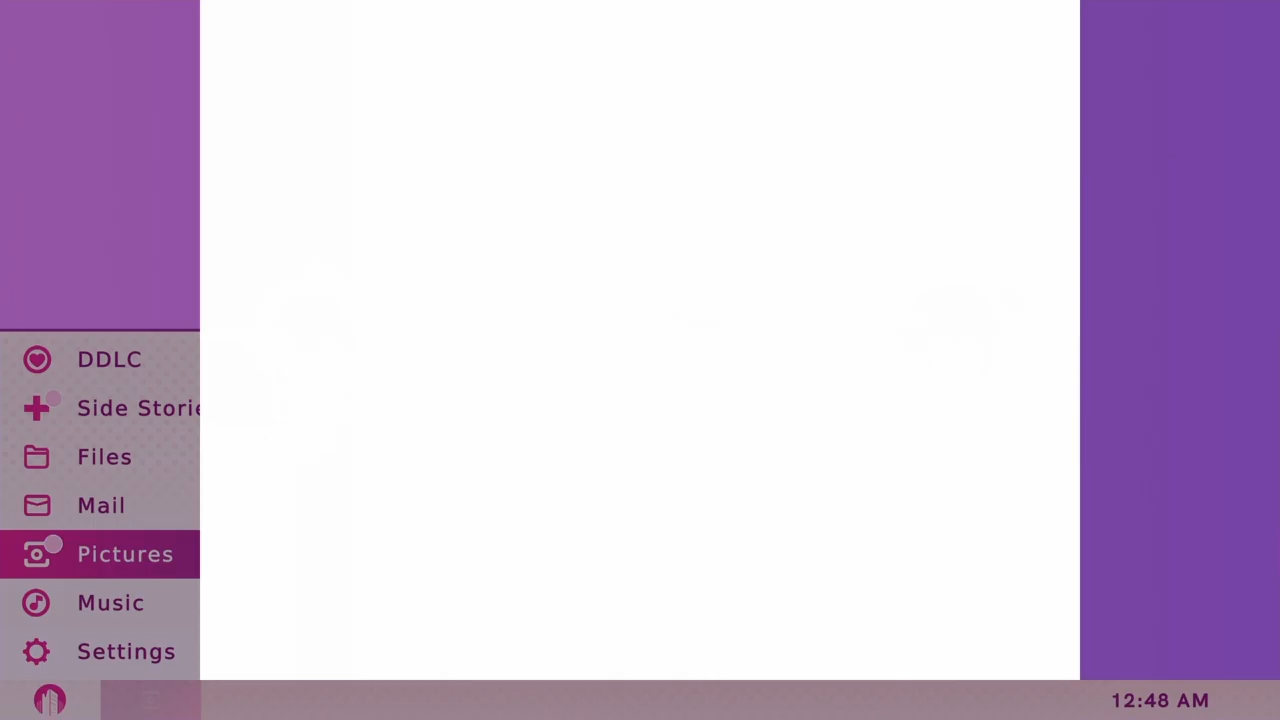 DDLC
Side Storie
Files
Mail
Pictures
Music
Settings
12:48 AM